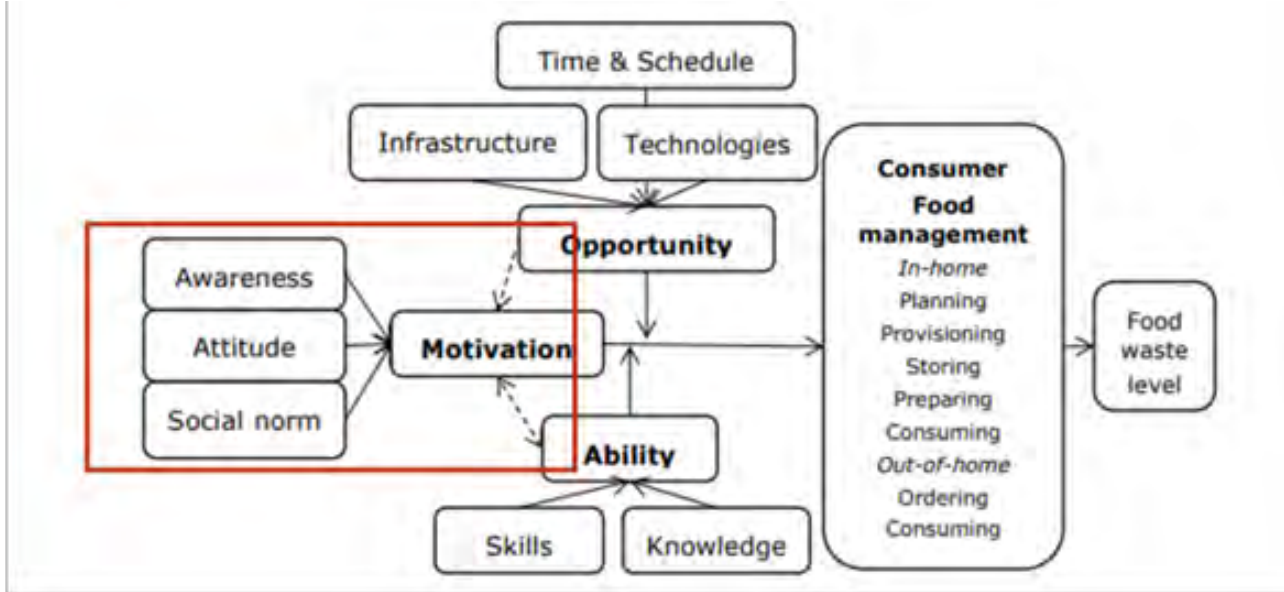 Time & Schedule
Infrastructure
Technologies
Opportunity
Awareness
Attitude
Social norm
Motivation
Ability
Skills
Knowledge
Consumer
Food
management
In-home
Planning
Provisioning
Storing
Preparing
Consuming
Out-of-home
Ordering
Consuming
Food
waste
level